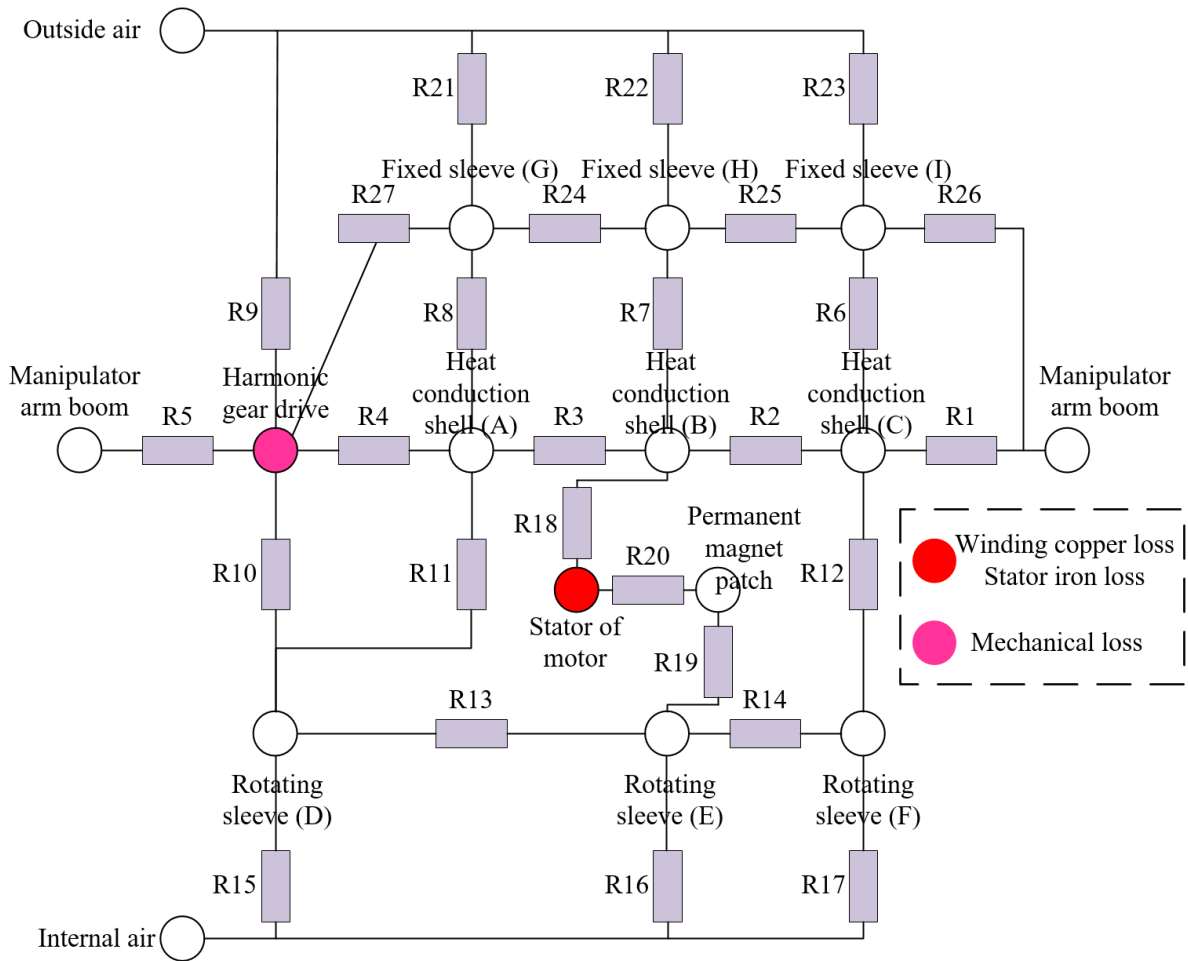 Outside air
R21
R22
R23
Fixed sleeve (G)
Fixed sleeve (H)
Fixed sleeve (I)
R27
R24
R25
R26
R9
R8
R7
R6
Manipulator
arm boom
Harmonic
gear drive
Heat
conduction
shell (A)
Heat
conduction
shell (B)
Heat
conduction
shell (C)
Manipulator
arm boom
R5
R4
R3
R2
R1
R18
Permanent
magnet
patch
R10
R11
R20
R12
Winding copper loss
Stator iron loss
Stator of
motor
Mechanical loss
R19
R13
R14
Rotating
sleeve (D)
Rotating
sleeve (E)
Rotating
sleeve (F)
R15
R16
R17
Internal air